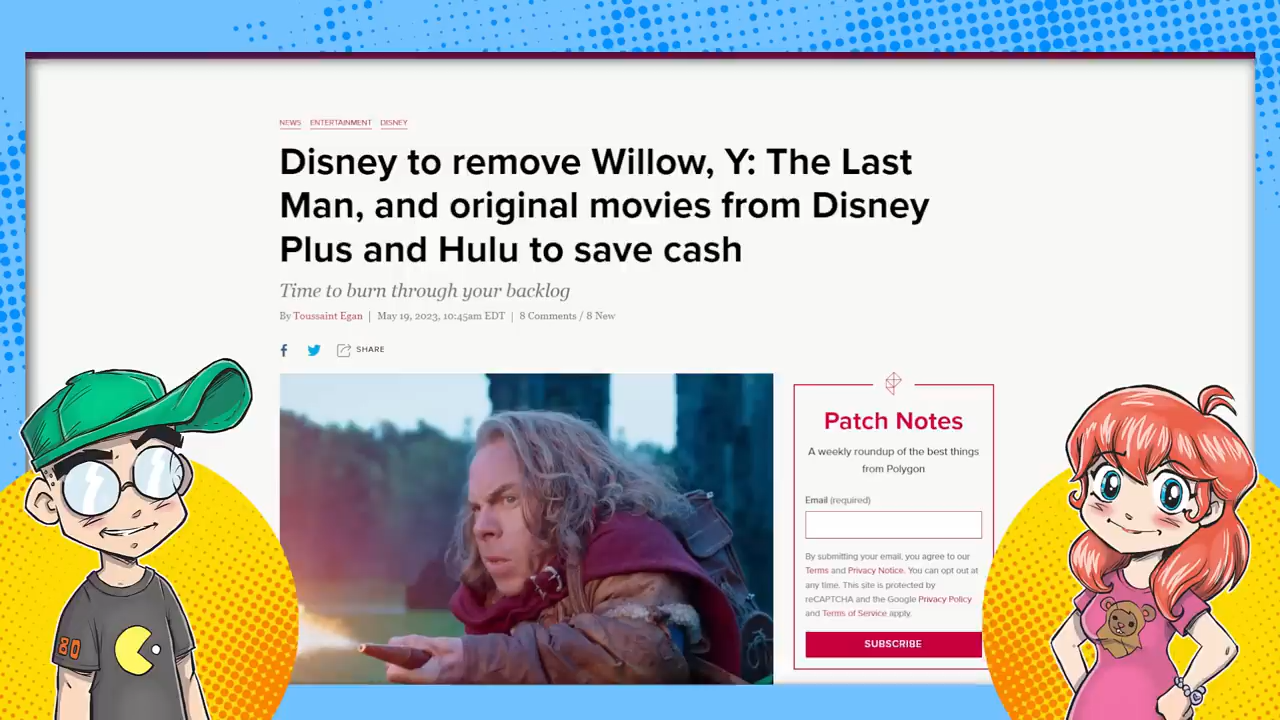 NEWS ENTERTAINMENT DISNEY
Disney to remove Willow, Y: The Last
Man, and original movies from Disney
Plus and Hulu to save cash
Time to burn through your backlog
By Toussaint Egan | May 19, 2023, 10:45am EDT | 8 Comments / 8 New
SHARE
Patch Notes
A weekly roundup of the best things
from Polygon
Email (required)
By submitting your email, you agree to our
Terms and Privacy Notice. You can opt out at
any time. This site is protected by
reCAPTCHA and the Google Privacy Policy
and Terms of Service apply.
SUBSCRIBE
80